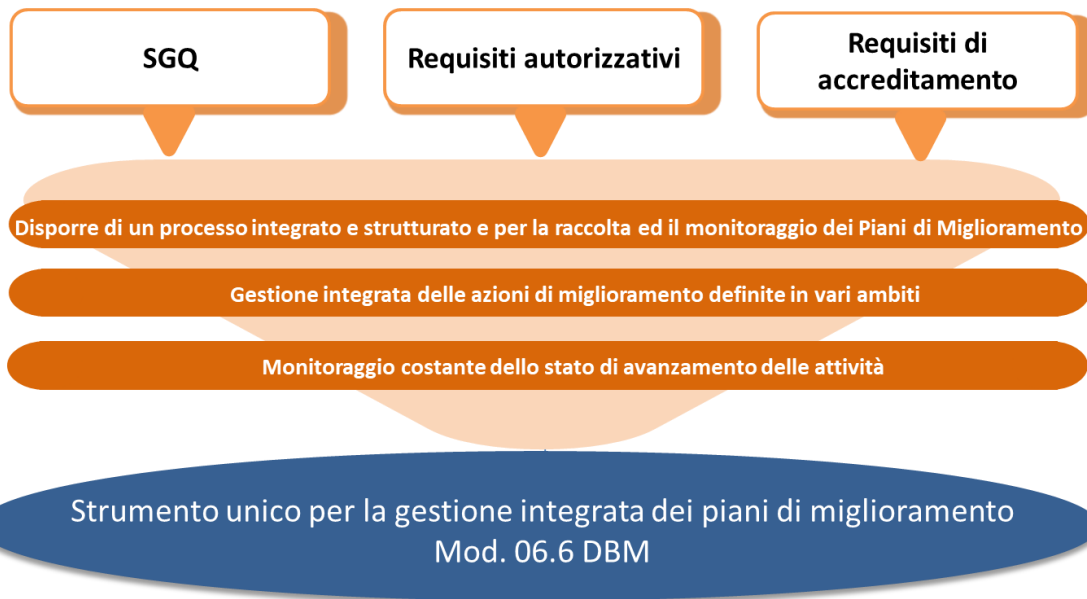 SGQ
Requisiti autorizzativi
Requisiti di
accreditamento
Disporre di un processo integrato e strutturato e per la raccolta ed il monitoraggio dei Piani di Miglioramento
Gestione integrata delle azioni di miglioramento definite in vari ambiti
Monitoraggio costante dello stato di avanzamento delle attività
Strumento unico per la gestione integrata dei piani di miglioramento
Mod. 06.6 DBM